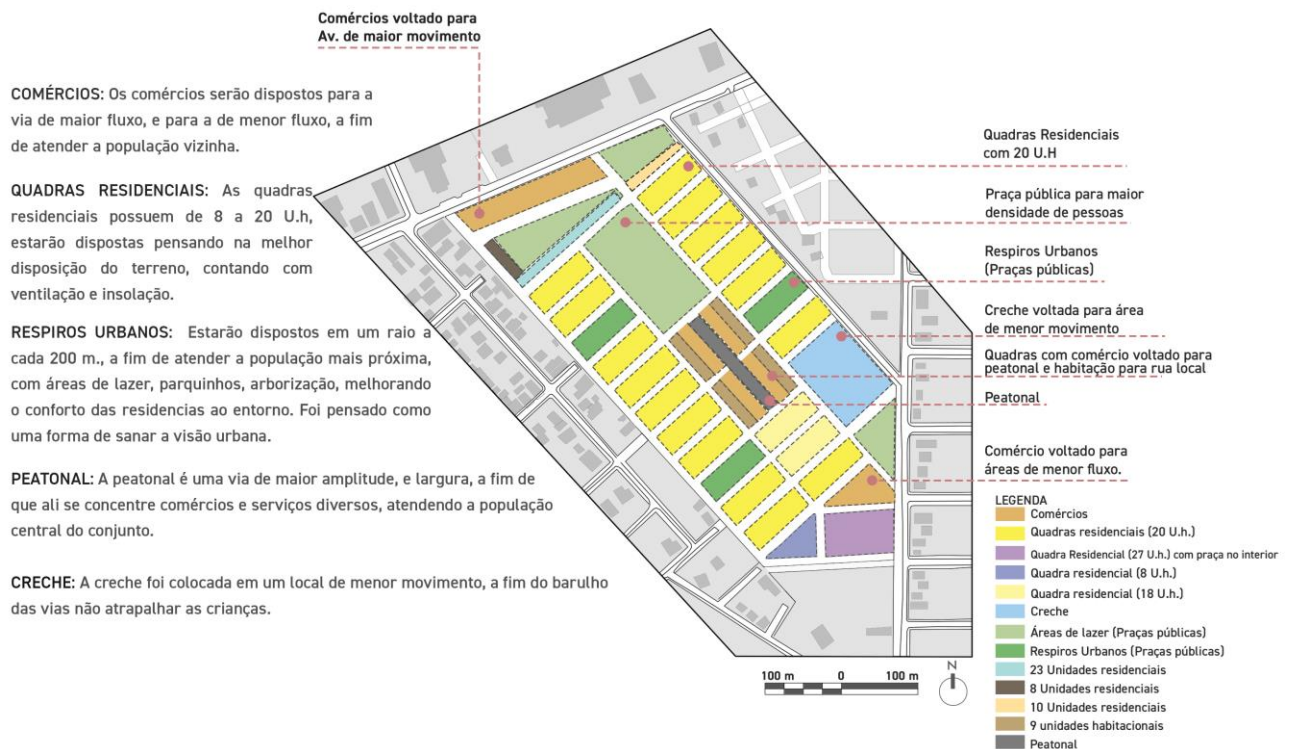 Comércios voltado para
Av. de maior movimento
COMÉRCIOS: Os comércios serão dispostos para a
via de maior fluxo, e para a de menor fluxo, a fim
de atender a população vizinha.
QUADRAS RESIDENCIAIS: As quadras
residenciais possuem de 8 a 20 U.h,
estarão dispostas pensando na melhor
disposição do terreno, contando com
ventilação e insolação.
RESPIROS URBANOS: Estarão dispostos em um raio a
cada 200 m., a fim de atender a população mais próxima,
com áreas de lazer, parquinhos, arborização, melhorando
o conforto das residencias ao entorno. Foi pensado como
uma forma de sanar a visão urbana.
PEATONAL: A peatonal é uma via de maior amplitude, e largura, a fim de
que ali se concentre comércios e serviços diversos, atendendo a população
central do conjunto.
CRECHE: A creche foi colocada em um local de menor movimento, a fim do barulho
das vias não atrapalhar as crianças.
Quadras Residenciais
com 20 U.H
Praça pública para maior
densidade de pessoas
Respiros Urbanos
(Praças públicas)
Creche voltada para área
de menor movimento
Quadras com comércio voltado para
peatonal e habitação para rua local
Peatonal
Comércio voltado para
áreas de menor fluxo.
LEGENDA
Comércios
Quadras residenciais (20 U.h.)
Quadra Residencial (27 U.h.) com praça no interior
Quadra residencial (8 U.h.)
Quadra residencial (18 U.h.)
Creche
Áreas de lazer (Praças públicas)
Respiros Urbanos (Praças públicas)
23 Unidades residenciais
8 Unidades residenciais
10 Unidades residenciais
9 unidades habitacionais
Peatonal
100 m 0 100 m
N